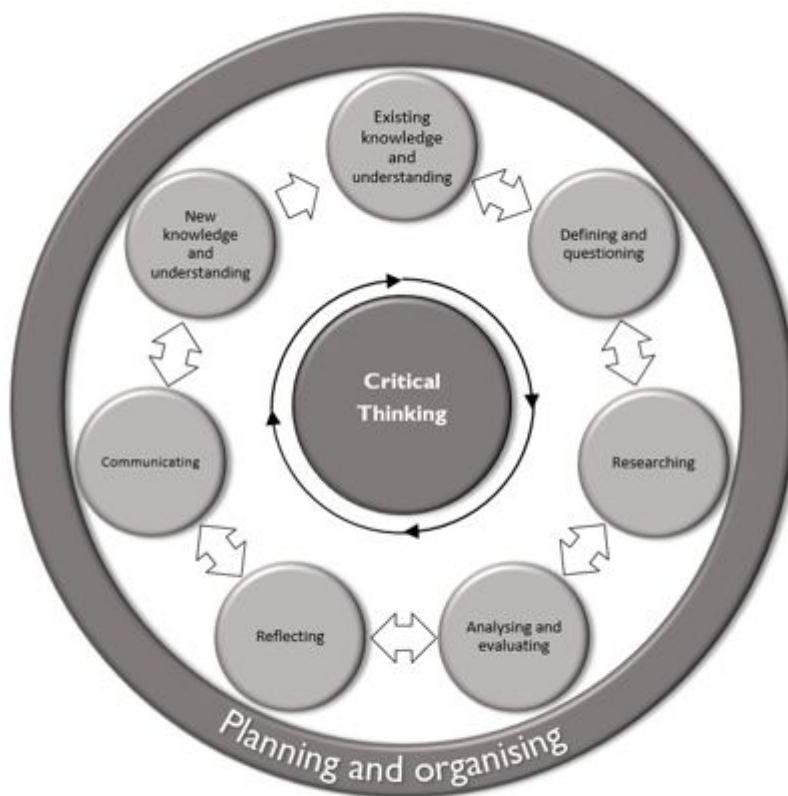 Existing
knowledge
and
understanding
New
knowledge
and
understanding
Defining and
questioning
Critical
Thinking
Communicating
Researching
Reflecting
Analysing and
evaluating
Planning and organising